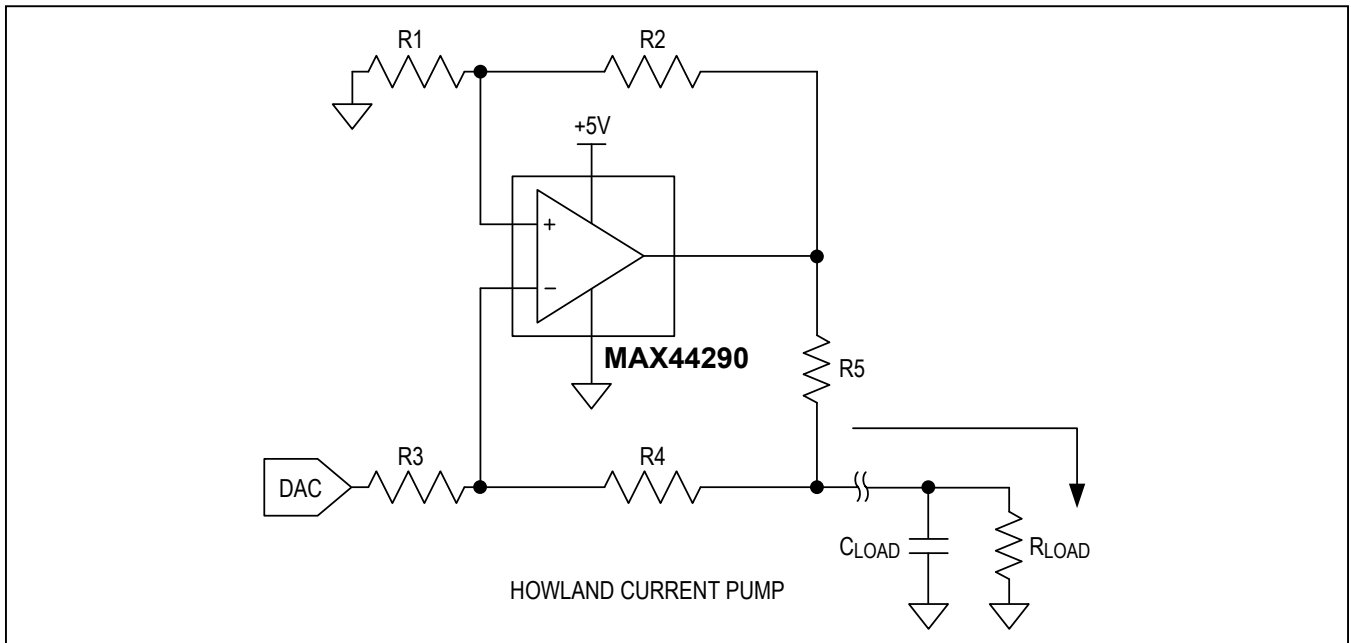 R1
R2
+5V
+
−
MAX44290
R5
DAC
R3
R4
CLOAD
RLOAD
HOWLAND CURRENT PUMP